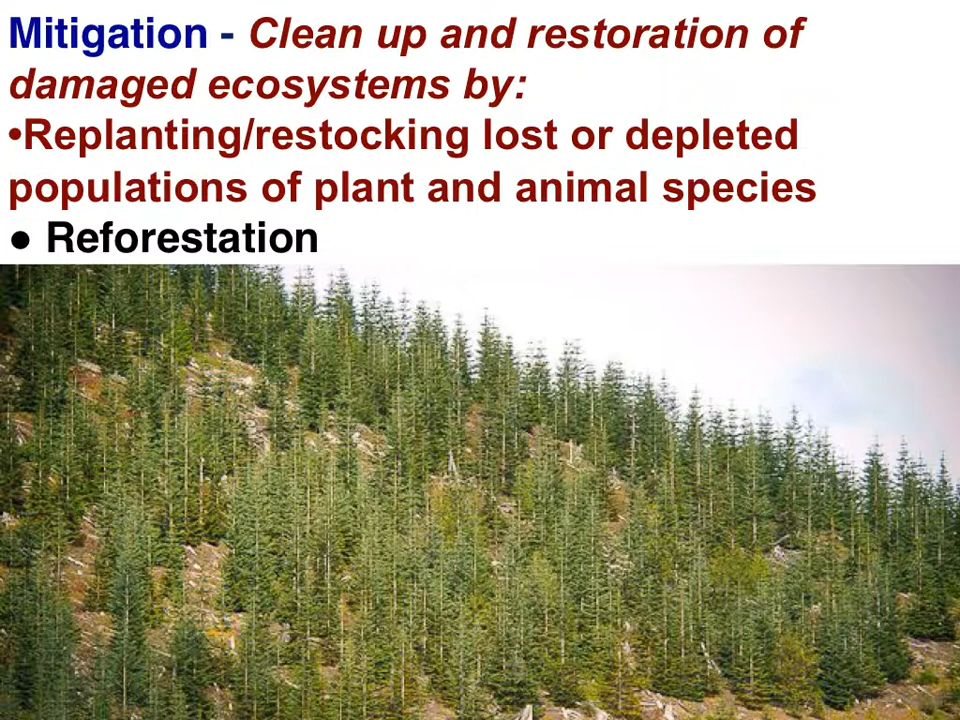 Mitigation - Clean up and restoration of
damaged ecosystems by:
•Replanting/restocking lost or depleted
populations of plant and animal species
● Reforestation